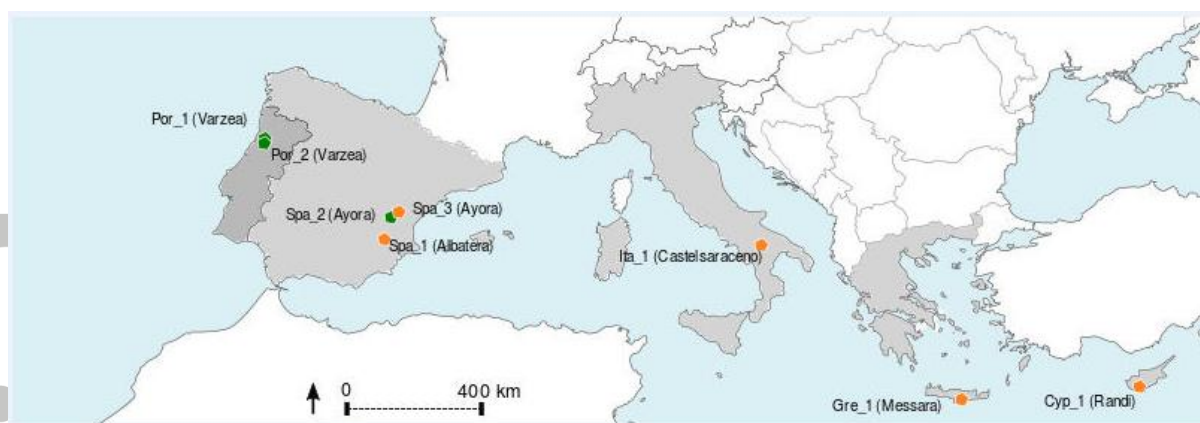 Por_1 (Varzea)
Por_2 (Varzea)
Spa_2 (Ayora)
Spa_3 (Ayora)
Spa_1 (Albatera)
Ita_1 (Castelsaraceno)
0 400 km
Gre_1 (Messara)
Cyp_1 (Randi)